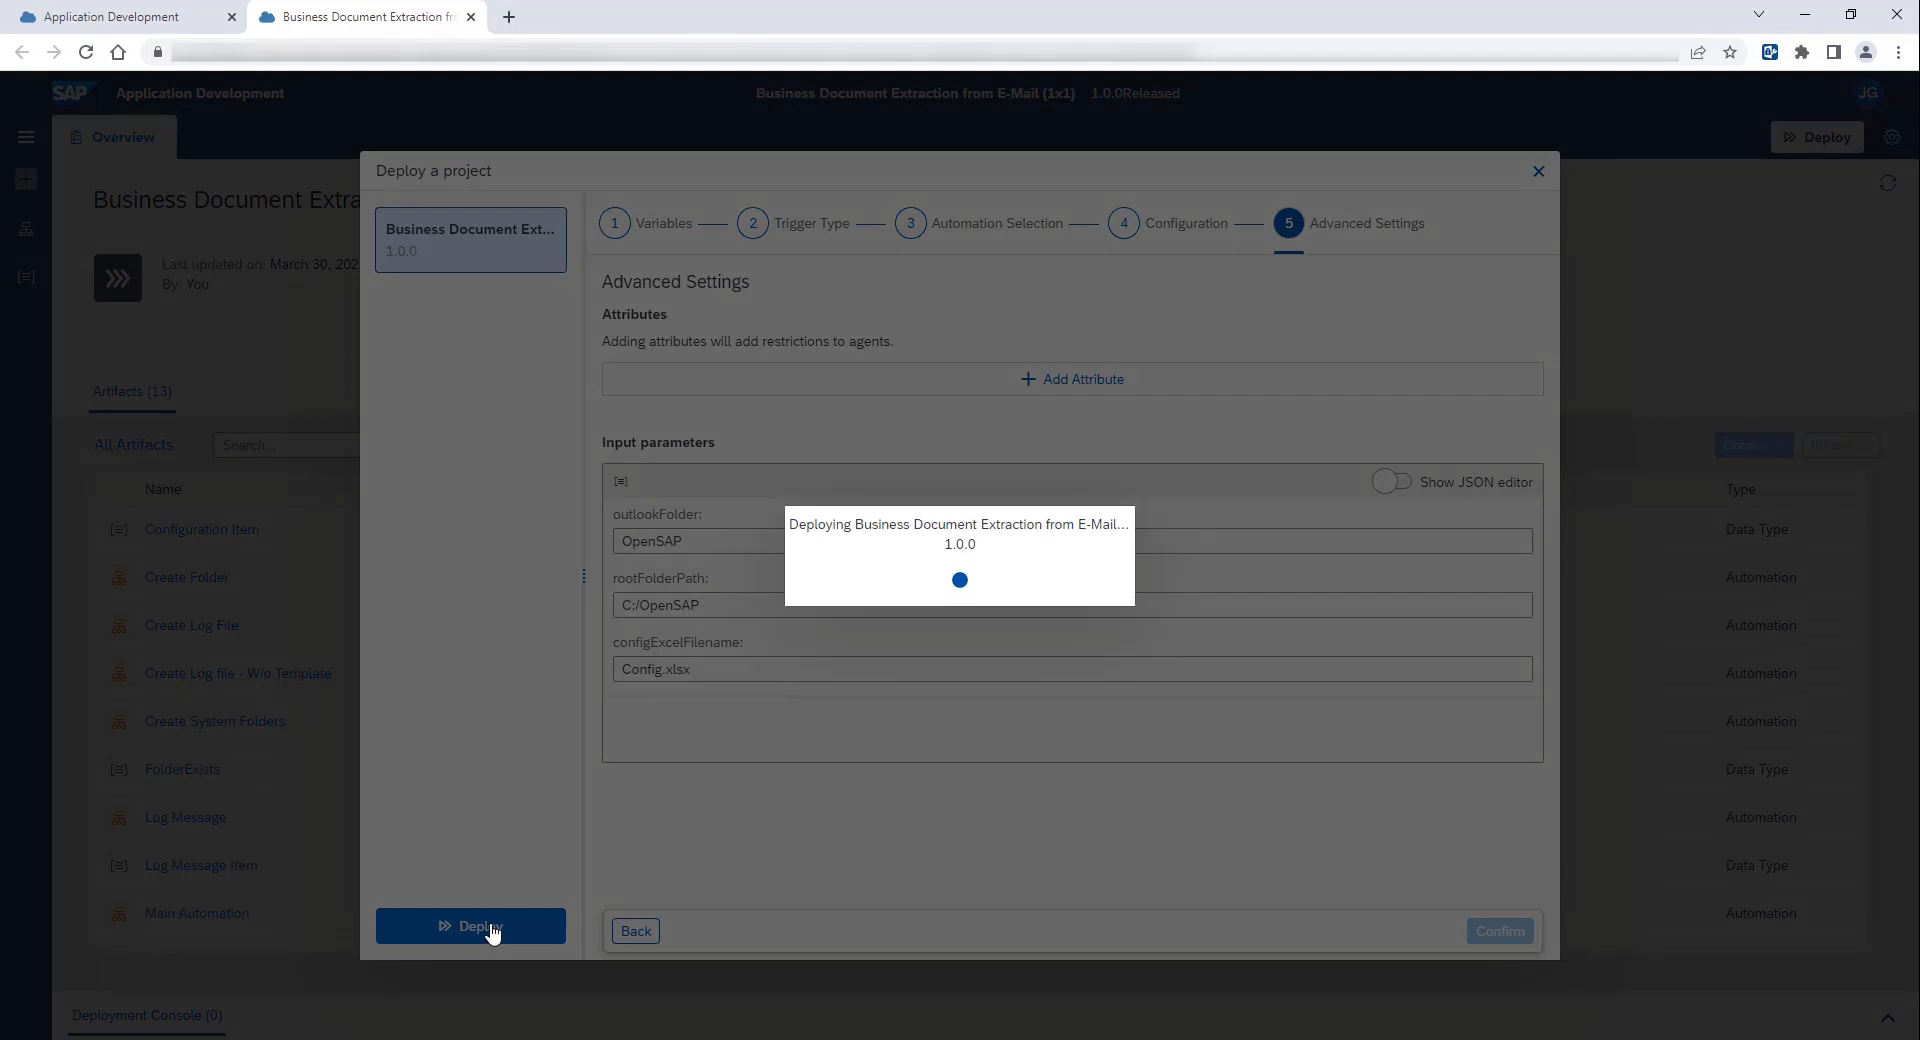 Application Development
Business Document Extraction fr
SAP
Application Development
Business Document Extraction from E-Mail (1x1) 1.0.0Released
JG
Overview
Deploy
Business Document Extra
Last updated on: March 30, 202
By: You
Artifacts (13)
All Artifacts
Search...
Create
Name
Type
Configuration Item
Data Type
Create Folder
Automation
Create Log File
Automation
Create Log file - W/o Template
Automation
Create System Folders
Automation
FolderExists
Data Type
Log Message
Automation
Log Message Item
Data Type
Main Automation
Automation
Deploy a project
Business Document Ext...
1.0.0
1 Variables
2 Trigger Type
3 Automation Selection
4 Configuration
5 Advanced Settings
Advanced Settings
Attributes
Adding attributes will add restrictions to agents.
Add Attribute
Input parameters
Show JSON editor
outlookFolder:
OpenSAP
rootFolderPath:
C:/OpenSAP
configExcelFilename:
Config.xlsx
Deploying Business Document Extraction from E-Mail...
1.0.0
Deploy
Back
Confirm
Deployment Console (0)